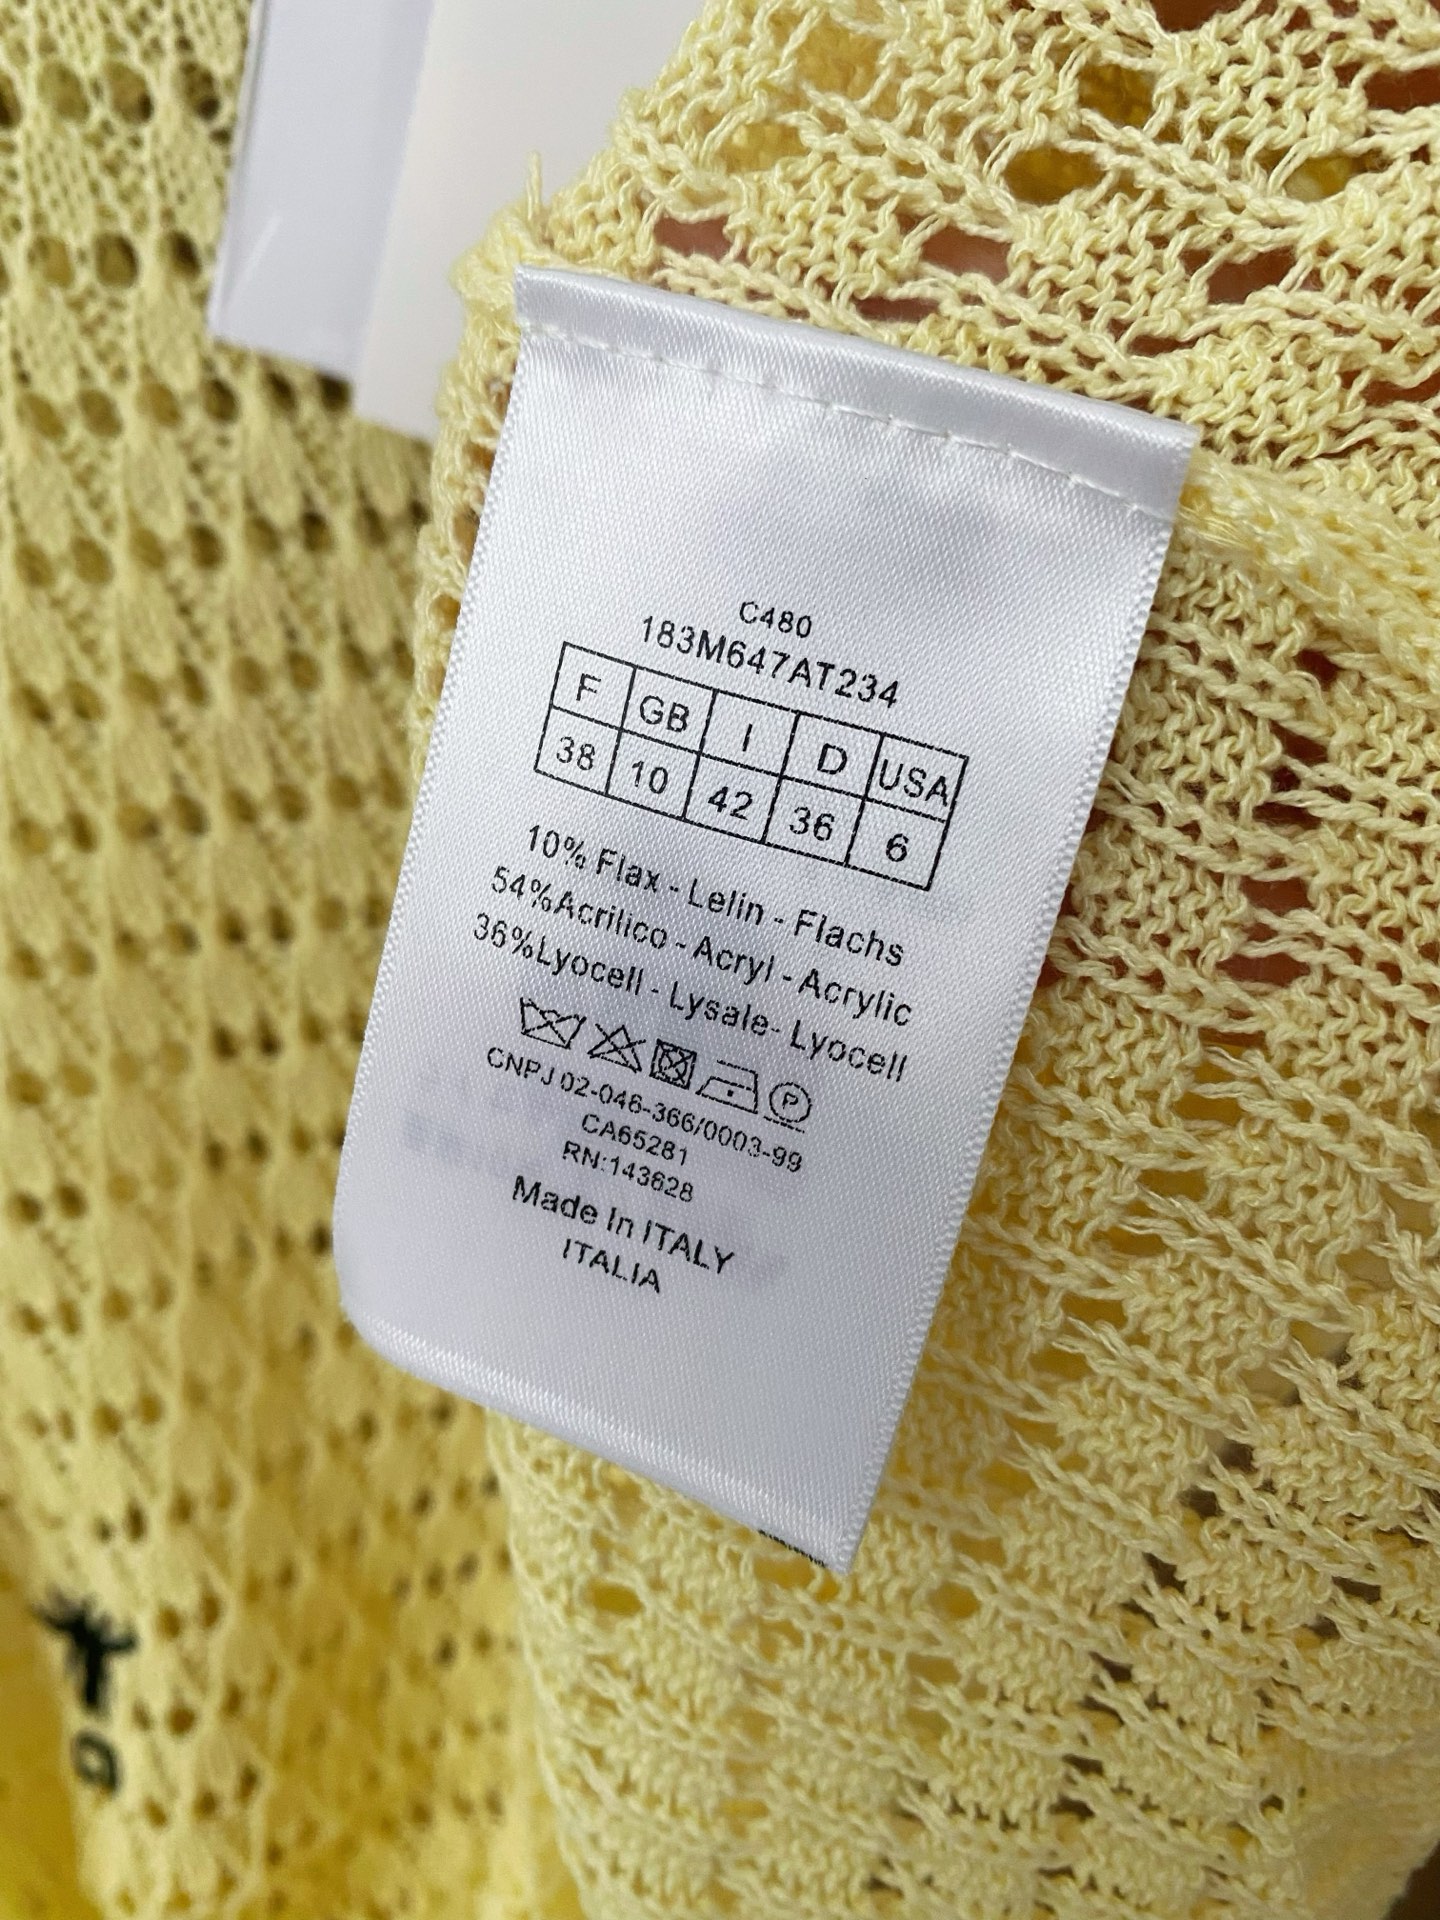 C480
183M647AT234
F GB I D USA
38 10 42 36 6
10% Flax - Lelin - Flachs
54%Acrilico - Acryl - Acrylic
36%Lyocell - Lysale- Lyocell
P
CNPJ 02-046-366/0003-99
CA65281
RN:143628
Made In ITALY
ITALIA